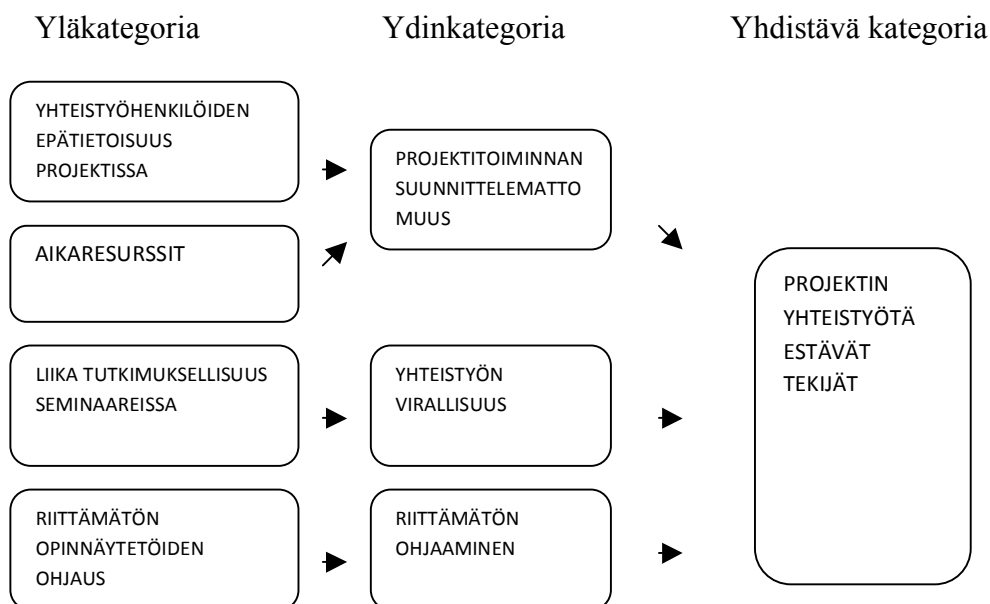 Yläkategoria
Ydinkategoria
Yhdistävä kategoria
YHTEISTYÖHENKILÖIDEN
EPÄTIETOISUUS
PROJEKTISSA
AIKARESURSSIT
LIIKA TUTKIMUKSELLISUUS
SEMINAAREISSA
RIITTÄMÄTÖN
OPINNÄYTETÖIDEN
OHJAUS
PROJEKTITOIMINNAN
SUUNNITTELEMATTO
MUUS
YHTEISTYÖN
VIRALLISUUS
RIITTÄMÄTÖN
OHJAAMINEN
PROJEKTIN
YHTEISTYÖTÄ
ESTÄVÄT
TEKIJÄT